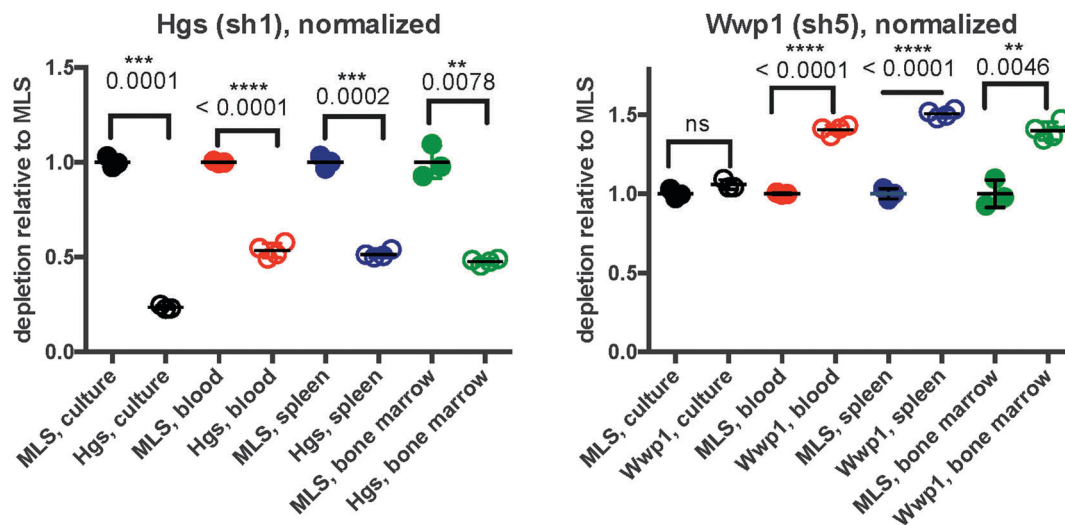 Hgs (sh1), normalized
depletion relative to MLS
1.5
1.0
0.5
0.0
***
0.0001
****
< 0.0001
***
0.0002
**
0.0078
MLS, culture
Hgs, culture
MLS, blood
Hgs, blood
MLS, spleen
Hgs, spleen
MLS, bone marrow
Hgs, bone marrow
Wwp1 (sh5), normalized
depletion relative to MLS
1.5
1.0
0.5
0.0
ns
****
< 0.0001
****
< 0.0001
**
0.0046
MLS, culture
Wwp1, culture
MLS, blood
Wwp1, blood
MLS, spleen
Wwp1, spleen
MLS, bone marrow
Wwp1, bone marrow